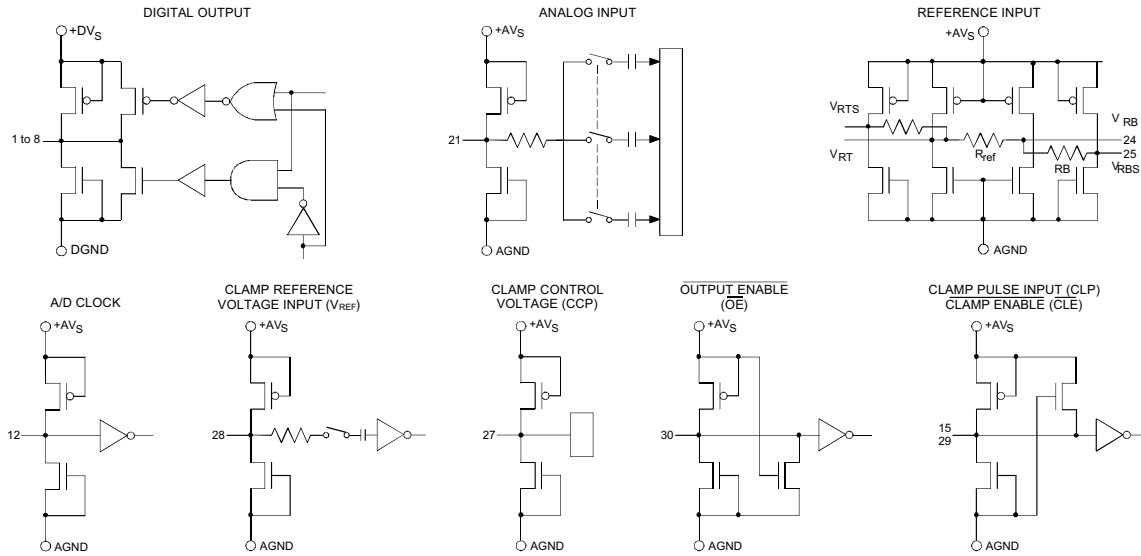 DIGITAL OUTPUT
+DVS
1 to 8
DGND
ANALOG INPUT
+AVS
21
AGND
REFERENCE INPUT
+AVS
VRTS
VRB
24
VRT
Rref
25
RB
VRBS
AGND
A/D CLOCK
+AVS
12
AGND
CLAMP REFERENCE
VOLTAGE INPUT (VREF)
+AVS
28
AGND
CLAMP CONTROL
VOLTAGE (CCP)
+AVS
27
AGND
OUTPUT ENABLE
(OE)
+AVS
30
AGND
CLAMP PULSE INPUT (CLP)
CLAMP ENABLE (CLE)
+AVS
15
29
AGND